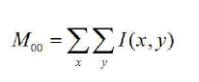 M₀₀ = ∑ₓ ∑ᵧ I(x, y)